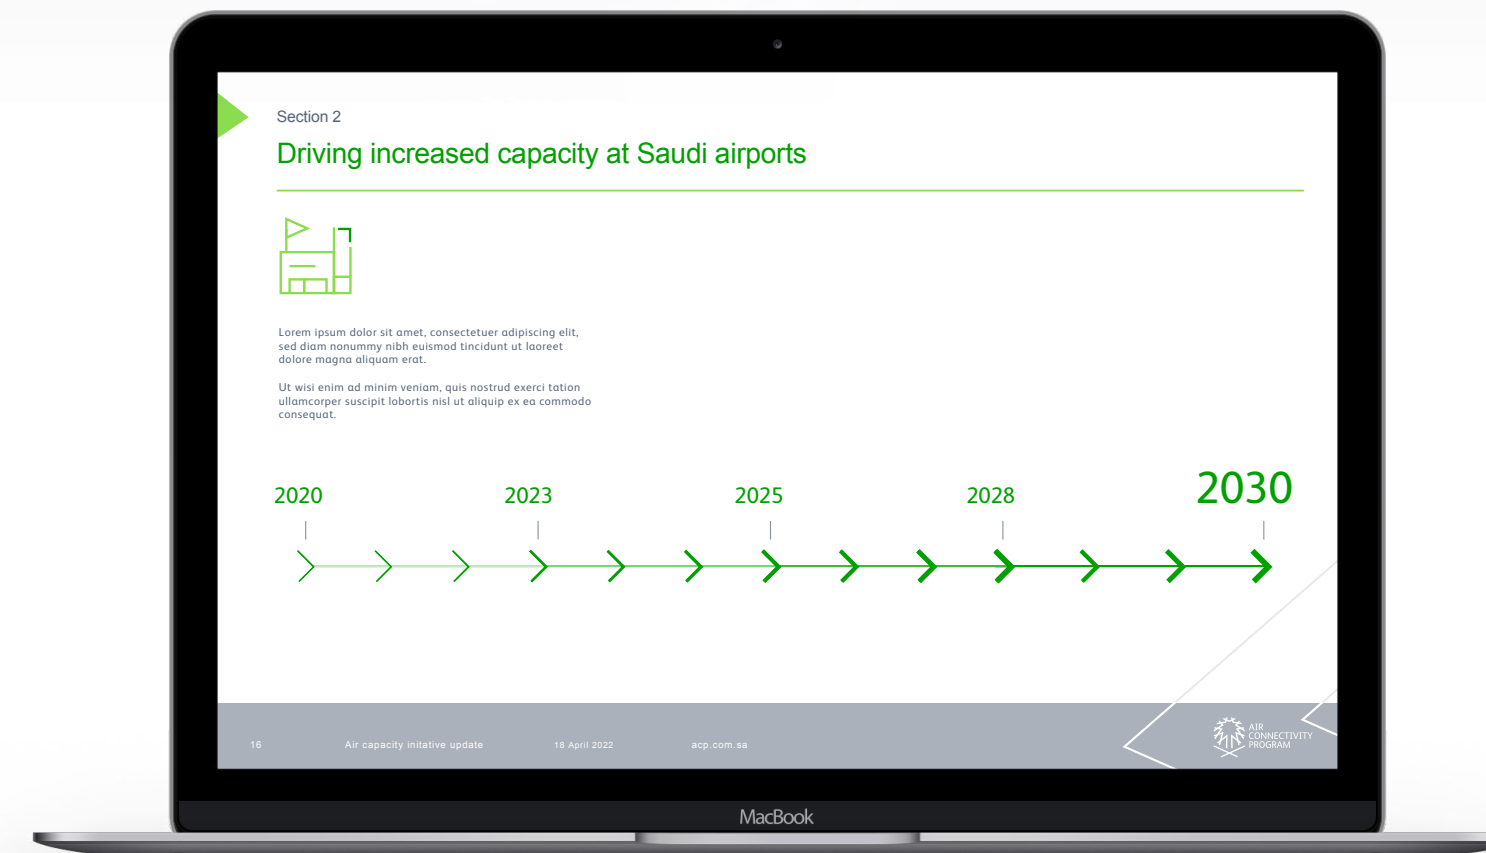 Section 2
Driving increased capacity at Saudi airports
Lorem ipsum dolor sit amet, consectetuer adipiscing elit,
sed diam nonummy nibh euismod tincidunt ut laoreet
dolore magna aliquam erat.
Ut wisi enim ad minim veniam, quis nostrud exerci tation
ullamcorper suscipit lobortis nisl ut aliquip ex ea commodo
consequat.
2020 2023 2025 2028 2030
16 Air capacity initative update 18 April 2022 acp.com.sa
AIR
CONNECTIVITY
PROGRAM
MacBook